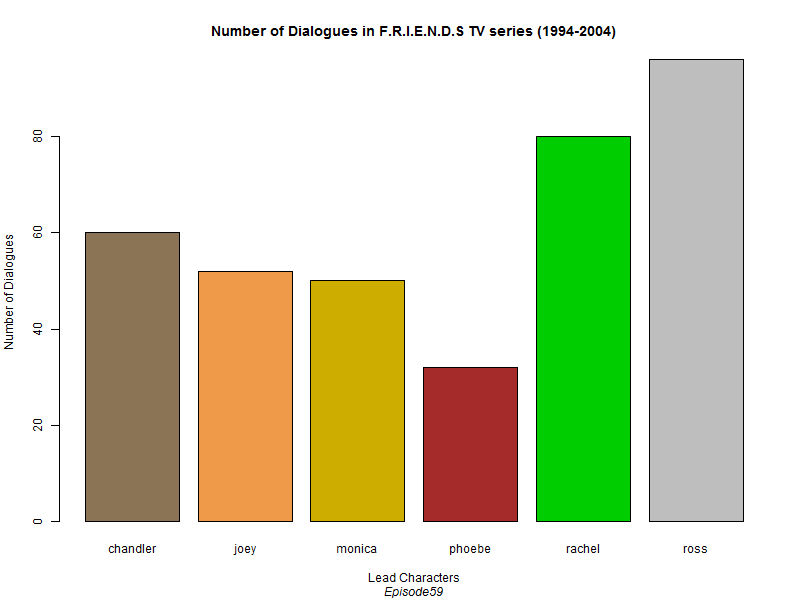 Number of Dialogues in F.R.I.E.N.D.S TV series (1994-2004)
Number of Dialogues
80
60
40
20
0
chandler joey monica phoebe rachel ross
Lead Characters
Episode59